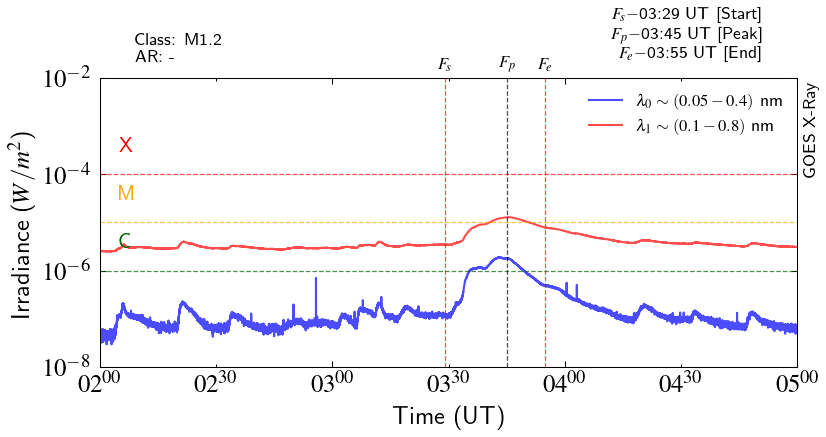 Class: M1.2
AR: -
Fₛ−03:29 UT [Start]
Fₚ−03:45 UT [Peak]
Fₑ−03:55 UT [End]
Fₛ
Fₚ
Fₑ
10⁻²
10⁻⁴
10⁻⁶
10⁻⁸
Irradiance (W/m²)
X
M
C
λ₀ ∼ (0.05 − 0.4) nm
λ₁ ∼ (0.1 − 0.8) nm
GOES X-Ray
02⁰⁰
02³⁰
03⁰⁰
03³⁰
04⁰⁰
04³⁰
05⁰⁰
Time (UT)